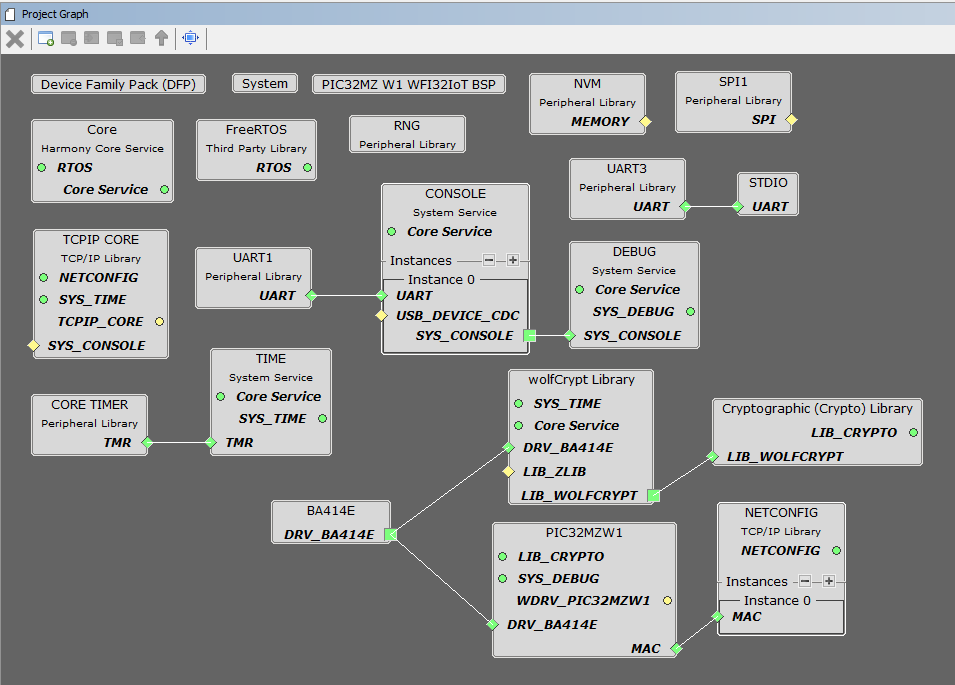 Project Graph
Device Family Pack (DFP)
System
PIC32MZ W1 WFI32IoT BSP
NVM
Peripheral Library
MEMORY
SPI1
Peripheral Library
SPI
Core
Harmony Core Service
RTOS
Core Service
FreeRTOS
Third Party Library
RTOS
RNG
Peripheral Library
UART3
Peripheral Library
UART
STDIO
UART
CONSOLE
System Service
Core Service
Instances
Instance 0
UART
USB_DEVICE_CDC
SYS_CONSOLE
TCPIP CORE
TCP/IP Library
NETCONFIG
SYS_TIME
TCPIP_CORE
SYS_CONSOLE
UART1
Peripheral Library
UART
DEBUG
System Service
Core Service
SYS_DEBUG
SYS_CONSOLE
TIME
System Service
Core Service
SYS_TIME
TMR
CORE TIMER
Peripheral Library
TMR
wolfCrypt Library
SYS_TIME
Core Service
DRV_BA414E
LIB_ZLIB
LIB_WOLFCRYPT
Cryptographic (Crypto) Library
LIB_CRYPTO
LIB_WOLFCRYPT
BA414E
DRV_BA414E
PIC32MZW1
LIB_CRYPTO
SYS_DEBUG
WDRV_PIC32MZW1
DRV_BA414E
MAC
NETCONFIG
TCP/IP Library
NETCONFIG
Instances
Instance 0
MAC